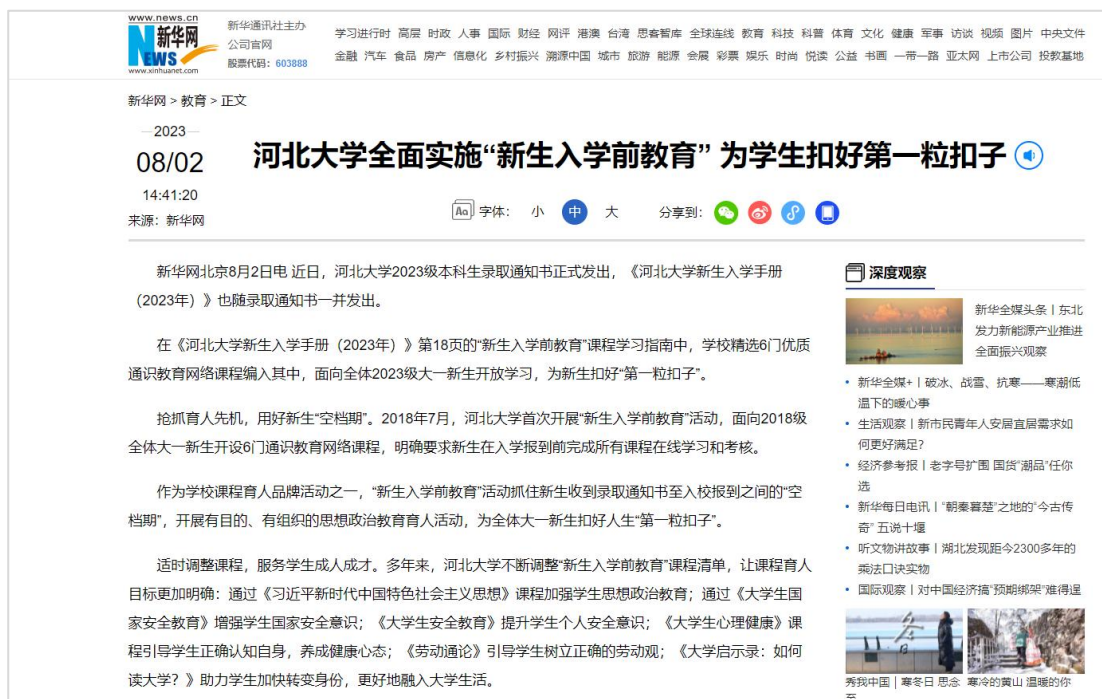 www.news.cn
新华网
NEWS
www.xinhuanet.com
新华通讯社主办
公司官网
股票代码：603888
学习进行时 高层 时政 人事 国际 财经 网评 港澳 台湾 思客智库 全球连线 教育 科技 科普 体育 文化 健康 军事 访谈 视频 图片 中央文件
金融 汽车 食品 房产 信息化 乡村振兴 溯源中国 城市 旅游 能源 会展 彩票 娱乐 时尚 悦读 公益 书画 一带一路 亚太网 上市公司 投教基地
新华网 > 教育 > 正文
2023
08/02
14:41:20
来源：新华网
河北大学全面实施“新生入学前教育” 为学生扣好第一粒扣子
Aa 字体： 小 中 大 分享到：
新华网北京8月2日电 近日，河北大学2023级本科生录取通知书正式发出，《河北大学新生入学手册
（2023年）》也随录取通知书一并发出。
在《河北大学新生入学手册（2023年）》第18页的“新生入学前教育”课程学习指南中，学校精选6门优质
通识教育网络课程编入其中，面向全体2023级大一新生开放学习，为新生扣好“第一粒扣子”。
抢抓育人先机，用好新生“空档期”。2018年7月，河北大学首次开展“新生入学前教育”活动，面向2018级
全体大一新生开设6门通识教育网络课程，明确要求新生在入学报到前完成所有课程在线学习和考核。
作为学校课程育人品牌活动之一，“新生入学前教育”活动抓住新生收到录取通知书至入校报到之间的“空
档期”，开展有目的、有组织的思想政治教育育人活动，为全体大一新生扣好人生“第一粒扣子”。
适时调整课程，服务学生成人成才。多年来，河北大学不断调整“新生入学前教育”课程清单，让课程育人
目标更加明确：通过《习近平新时代中国特色社会主义思想》课程加强学生思想政治教育；通过《大学生国
家安全教育》增强学生国家安全意识；《大学生安全教育》提升学生个人安全意识；《大学生心理健康》课
程引导学生正确认知自身，养成健康心态；《劳动通论》引导学生树立正确的劳动观；《大学启示录：如何
读大学？》助力学生加快转变身份，更好地融入大学生活。
深度观察
新华全媒头条丨东北
发力新能源产业推进
全面振兴观察
新华全媒+丨破冰、战雪、抗寒——寒潮低
温下的暖心事
生活观察丨新市民青年人安居宜居需求如
何更好满足？
经济参考报丨老字号扩围 国货“潮品”任你
选
新华每日电讯丨“朝秦暮楚”之地的“今古传
奇” 五说十堰
听文物讲故事丨湖北发现距今2300多年的
乘法口诀实物
国际观察丨对中国经济搞“预期绑架”难得逞
冬日
秀我中国｜寒冬日 思念 寒冷的黄山 温暖的你